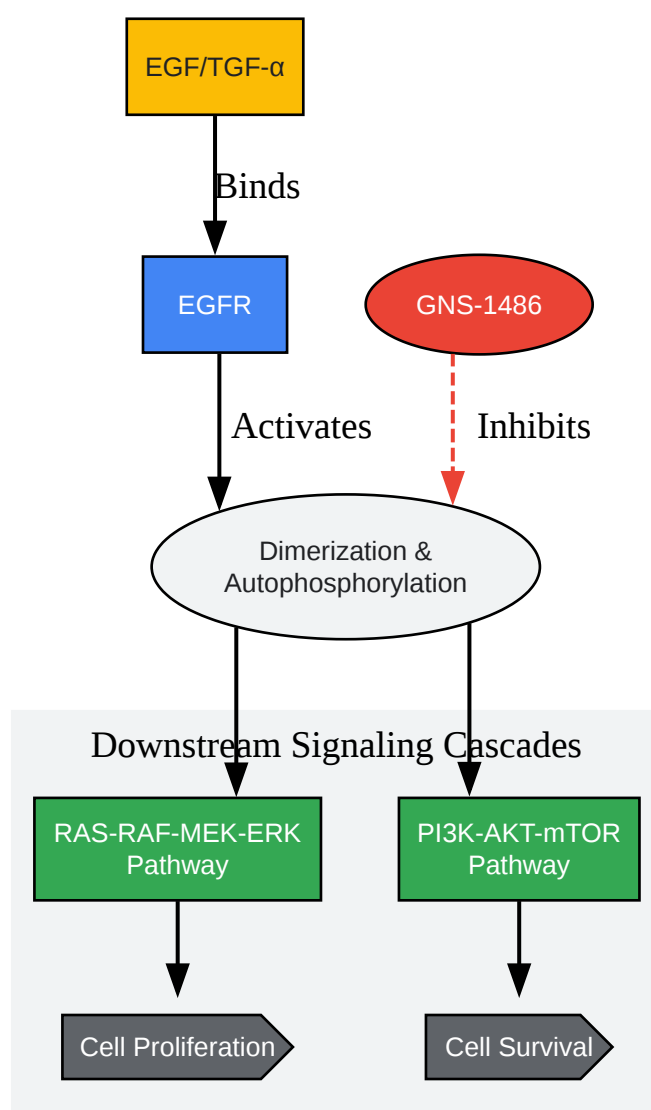 EGF/TGF-α
Binds
EGFR
GNS-1486
Activates
Inhibits
Dimerization &
Autophosphorylation
Downstream Signaling Cascades
RAS-RAF-MEK-ERK
Pathway
PI3K-AKT-mTOR
Pathway
Cell Proliferation
Cell Survival